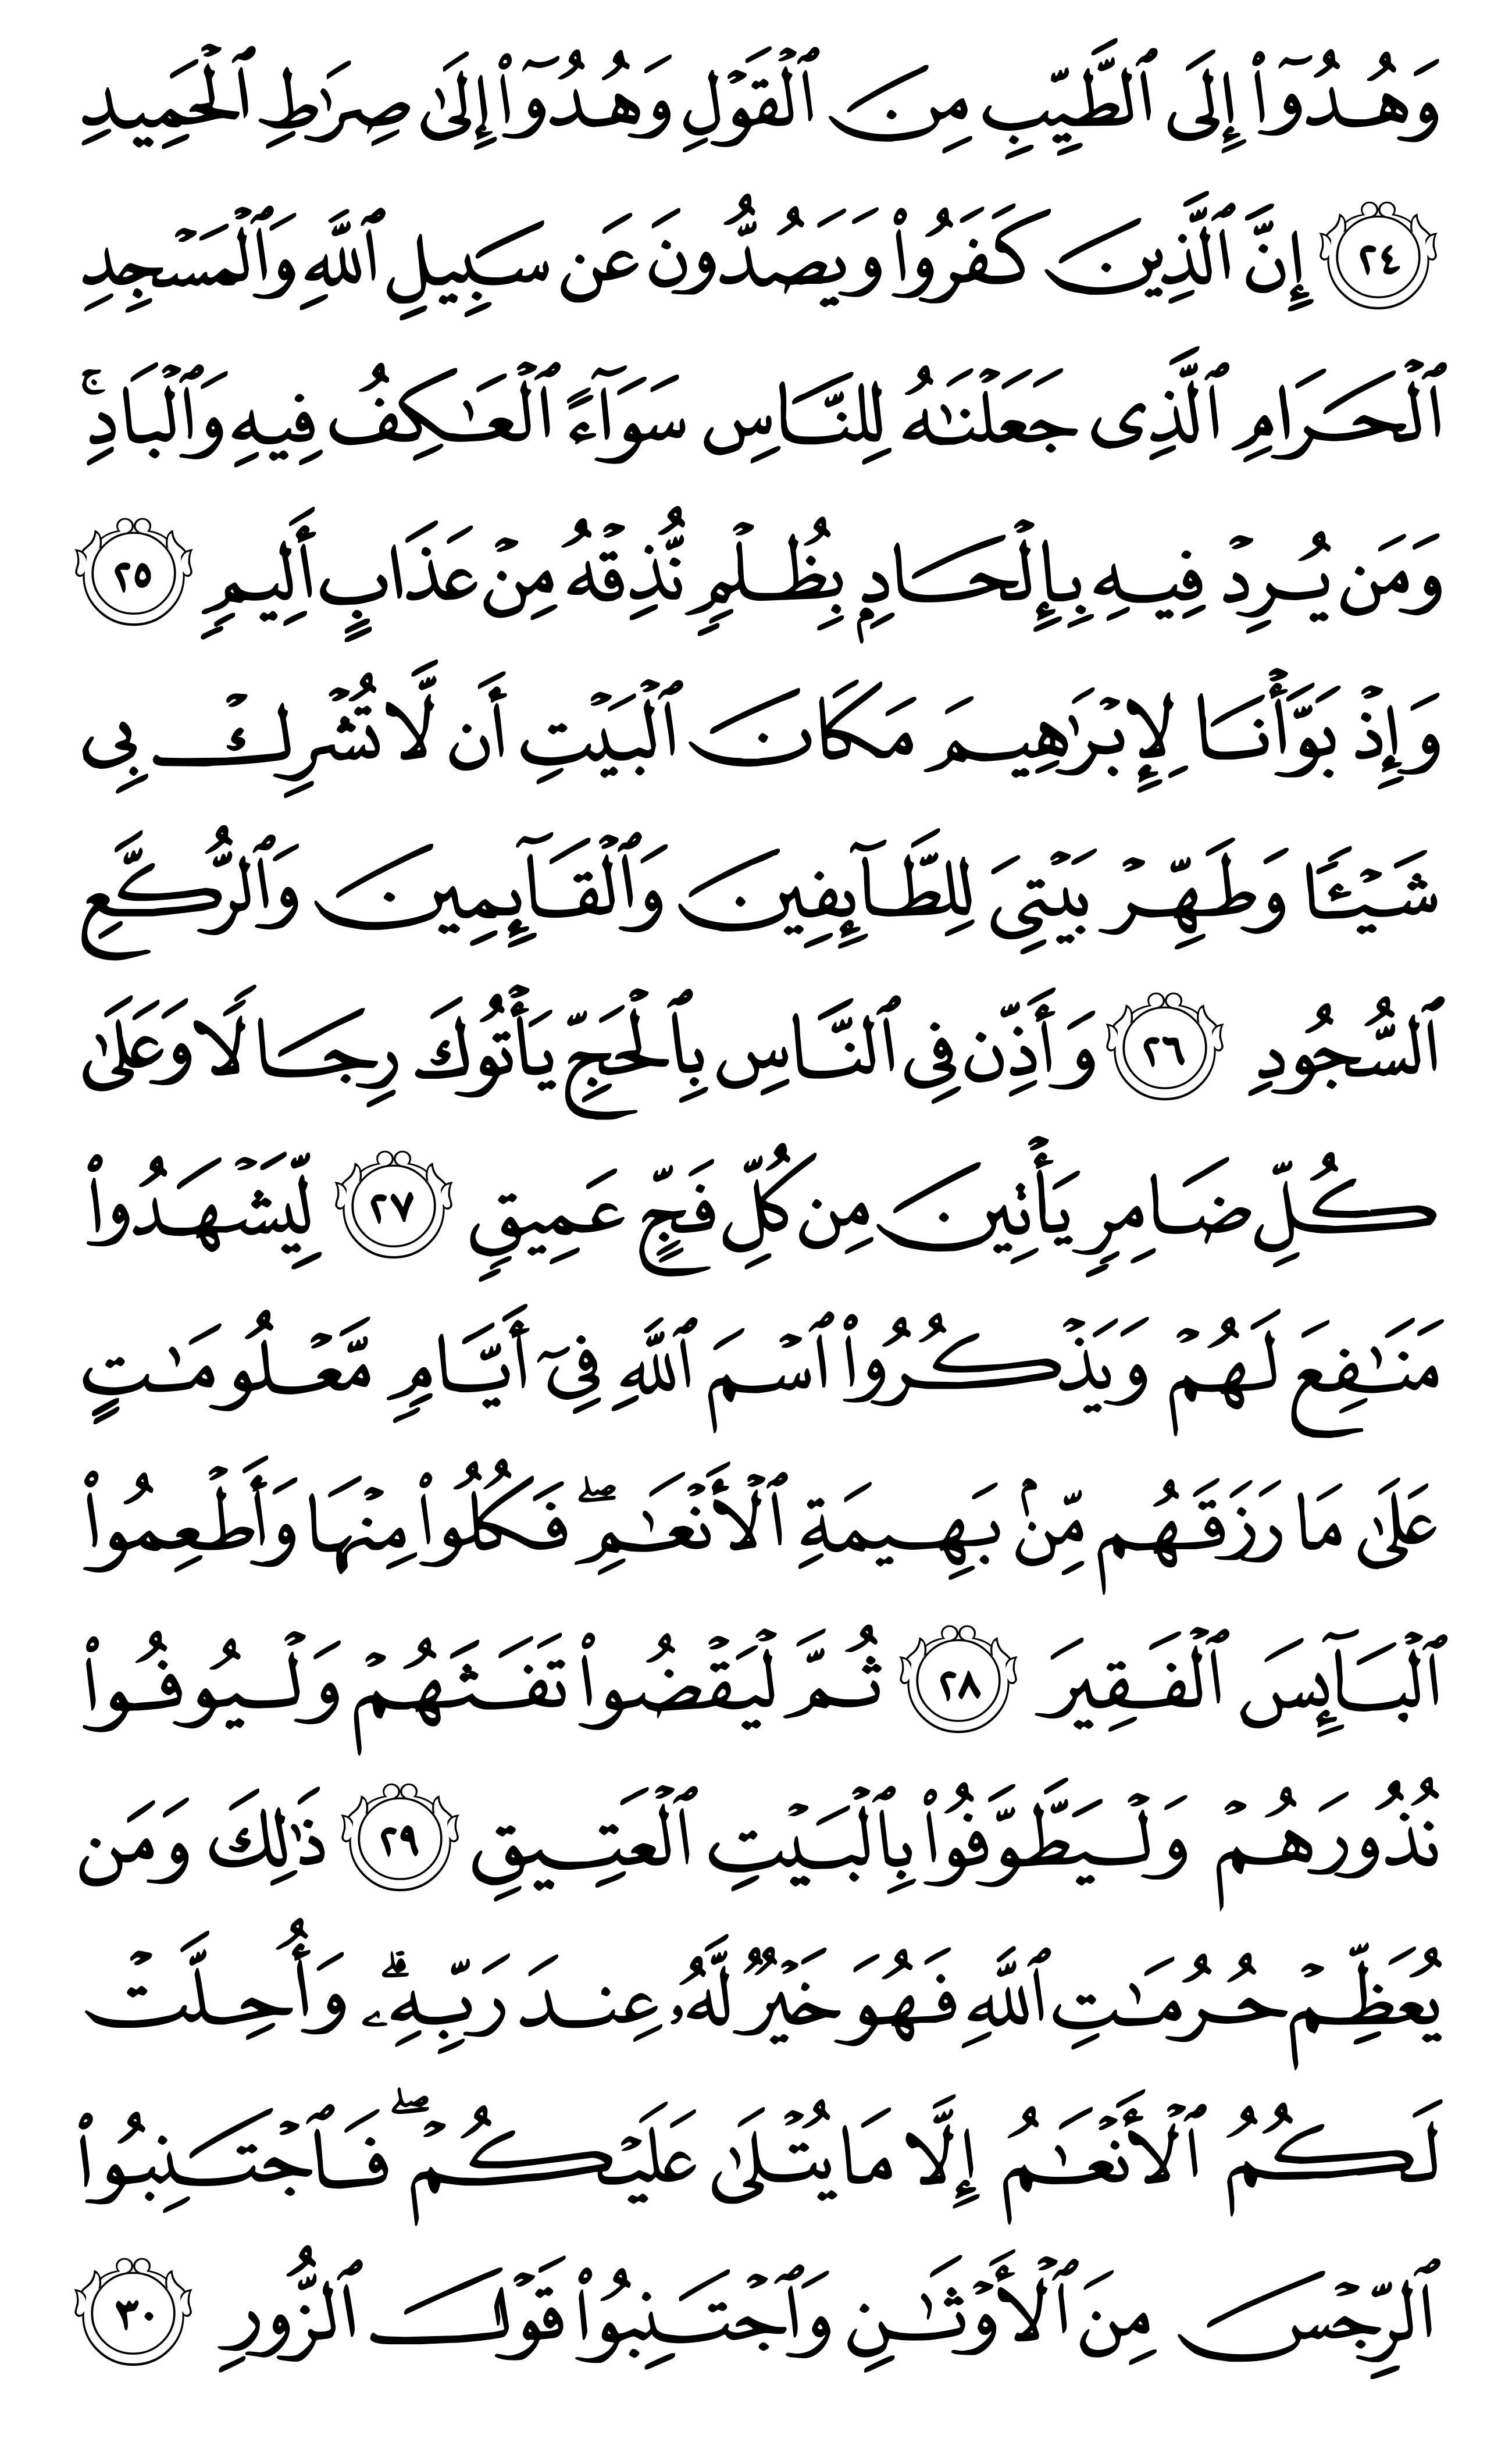 وَهُدُوٓا۟ إِلَى ٱلطَّيِّبِ مِنَ ٱلْقَوْلِ وَهُدُوٓا۟ إِلَىٰ صِرَٰطِ ٱلْحَمِيدِ
٢٤ إِنَّ ٱلَّذِينَ كَفَرُوا۟ وَيَصُدُّونَ عَن سَبِيلِ ٱللَّهِ وَٱلْمَسْجِدِ
ٱلْحَرَامِ ٱلَّذِى جَعَلْنَٰهُ لِلنَّاسِ سَوَآءً ٱلْعَٰكِفُ فِيهِ وَٱلْبَادِ ۚ
وَمَن يُرِدْ فِيهِ بِإِلْحَادٍۭ بِظُلْمٍ نُّذِقْهُ مِنْ عَذَابٍ أَلِيمٍ ٢٥
وَإِذْ بَوَّأْنَا لِإِبْرَٰهِيمَ مَكَانَ ٱلْبَيْتِ أَن لَّا تُشْرِكْ بِى
شَيْـًٔا وَطَهِّرْ بَيْتِىَ لِلطَّآئِفِينَ وَٱلْقَآئِمِينَ وَٱلرُّكَّعِ
ٱلسُّجُودِ ٢٦ وَأَذِّن فِى ٱلنَّاسِ بِٱلْحَجِّ يَأْتُوكَ رِجَالًا وَعَلَىٰ
كُلِّ ضَامِرٍ يَأْتِينَ مِن كُلِّ فَجٍّ عَمِيقٍ ٢٧ لِّيَشْهَدُوا۟
مَنَٰفِعَ لَهُمْ وَيَذْكُرُوا۟ ٱسْمَ ٱللَّهِ فِىٓ أَيَّامٍ مَّعْلُومَٰتٍ
عَلَىٰ مَا رَزَقَهُم مِّنۢ بَهِيمَةِ ٱلْأَنْعَٰمِ ۖ فَكُلُوا۟ مِنْهَا وَأَطْعِمُوا۟
ٱلْبَآئِسَ ٱلْفَقِيرَ ٢٨ ثُمَّ لْيَقْضُوا۟ تَفَثَهُمْ وَلْيُوفُوا۟
نُذُورَهُمْ وَلْيَطَّوَّفُوا۟ بِٱلْبَيْتِ ٱلْعَتِيقِ ٢٩ ذَٰلِكَ وَمَن
يُعَظِّمْ حُرُمَٰتِ ٱللَّهِ فَهُوَ خَيْرٌ لَّهُۥ عِندَ رَبِّهِۦ ۗ وَأُحِلَّتْ
لَكُمُ ٱلْأَنْعَٰمُ إِلَّا مَا يُتْلَىٰ عَلَيْكُمْ ۖ فَٱجْتَنِبُوا۟
ٱلرِّجْسَ مِنَ ٱلْأَوْثَٰنِ وَٱجْتَنِبُوا۟ قَوْلَ ٱلزُّورِ ٣٠